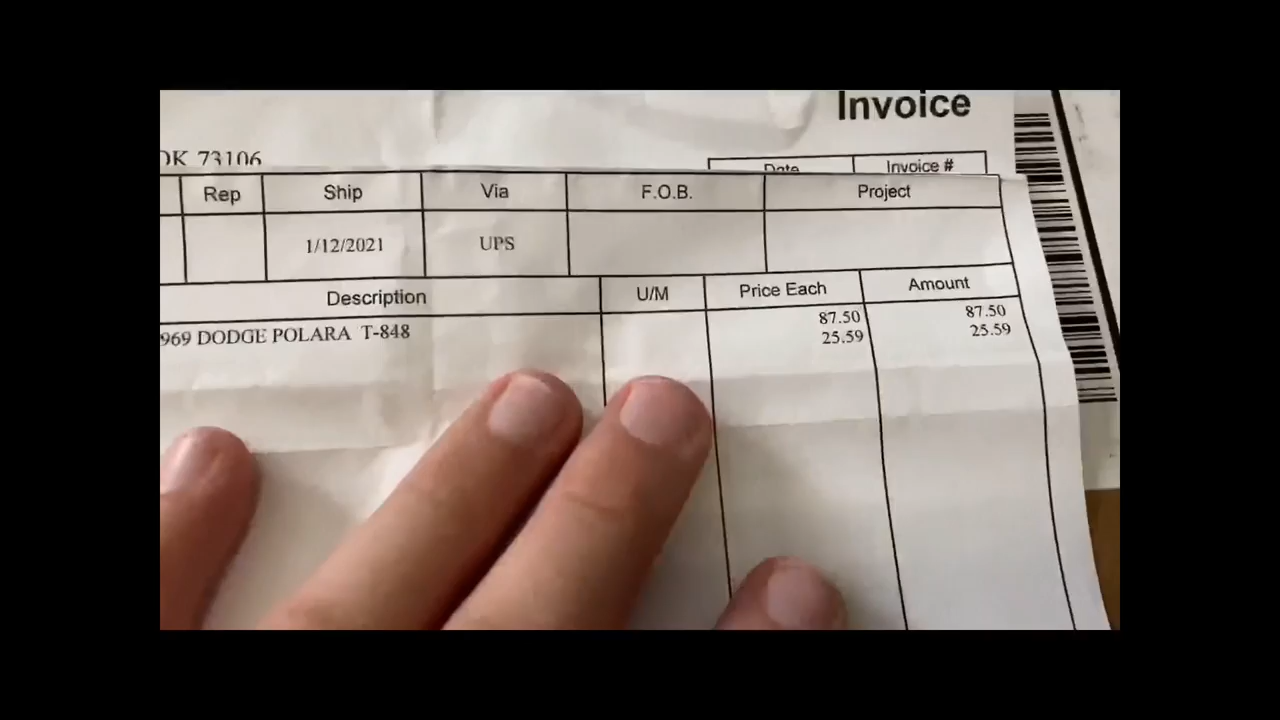 Invoice
OK 73106
Date Invoice #
Rep Ship Via F.O.B. Project
1/12/2021 UPS
Description U/M Price Each Amount
87.50 87.50
969 DODGE POLARA T-848 25.59 25.59